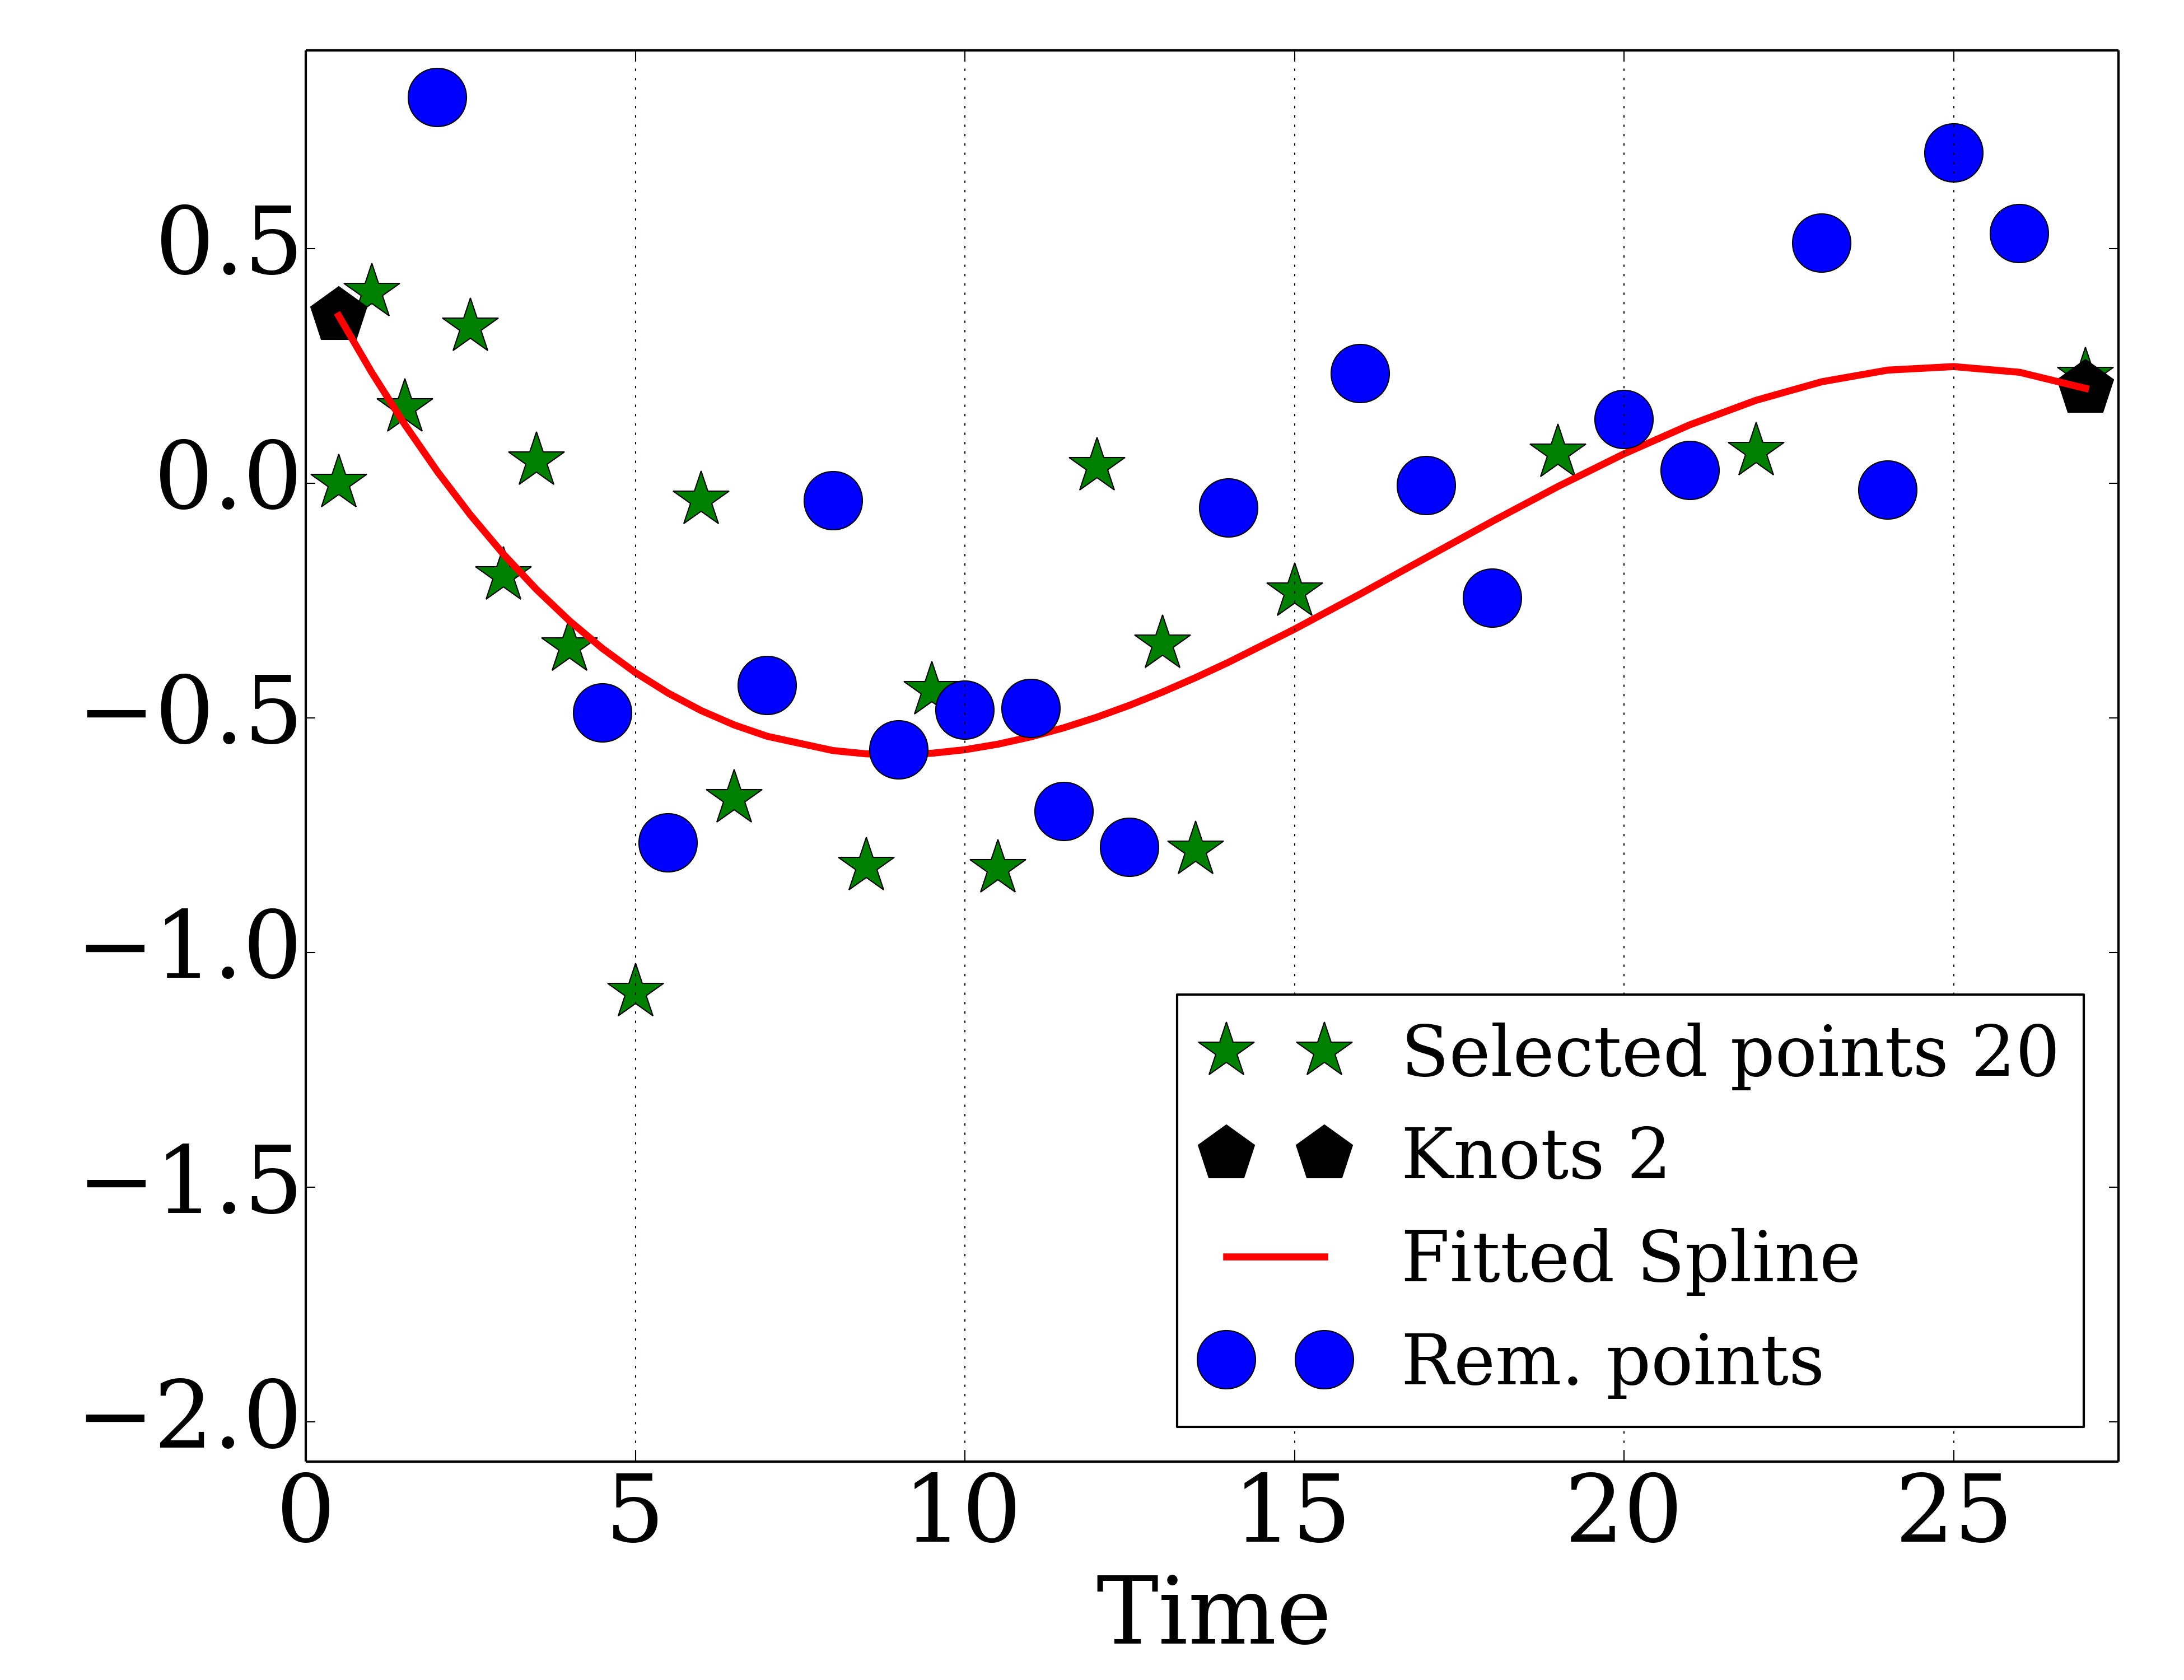 0.5
0.0
−0.5
−1.0
−1.5
−2.0
Selected points 20
Knots 2
Fitted Spline
Rem. points
0 5 10 15 20 25
Time